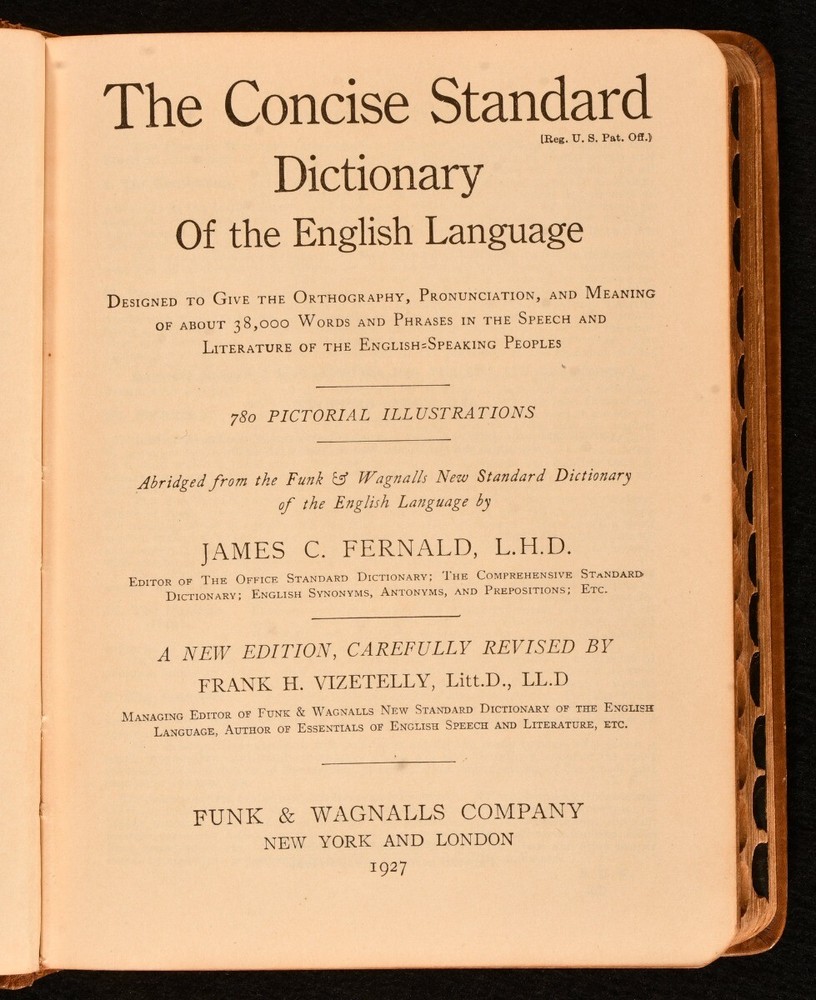 The Concise Standard
(Reg. U. S. Pat. Off.)
Dictionary
Of the English Language
Designed to Give the Orthography, Pronunciation, and Meaning
of about 38,000 Words and Phrases in the Speech and
Literature of the English=Speaking Peoples
780 PICTORIAL ILLUSTRATIONS
Abridged from the Funk & Wagnalls New Standard Dictionary
of the English Language by
JAMES C. FERNALD, L.H.D.
Editor of The Office Standard Dictionary; The Comprehensive Standard
Dictionary; English Synonyms, Antonyms, and Prepositions; Etc.
A NEW EDITION, CAREFULLY REVISED BY
FRANK H. VIZETELLY, Litt.D., LL.D
Managing Editor of Funk & Wagnalls New Standard Dictionary of the English
Language, Author of Essentials of English Speech and Literature, etc.
FUNK & WAGNALLS COMPANY
NEW YORK AND LONDON
1927